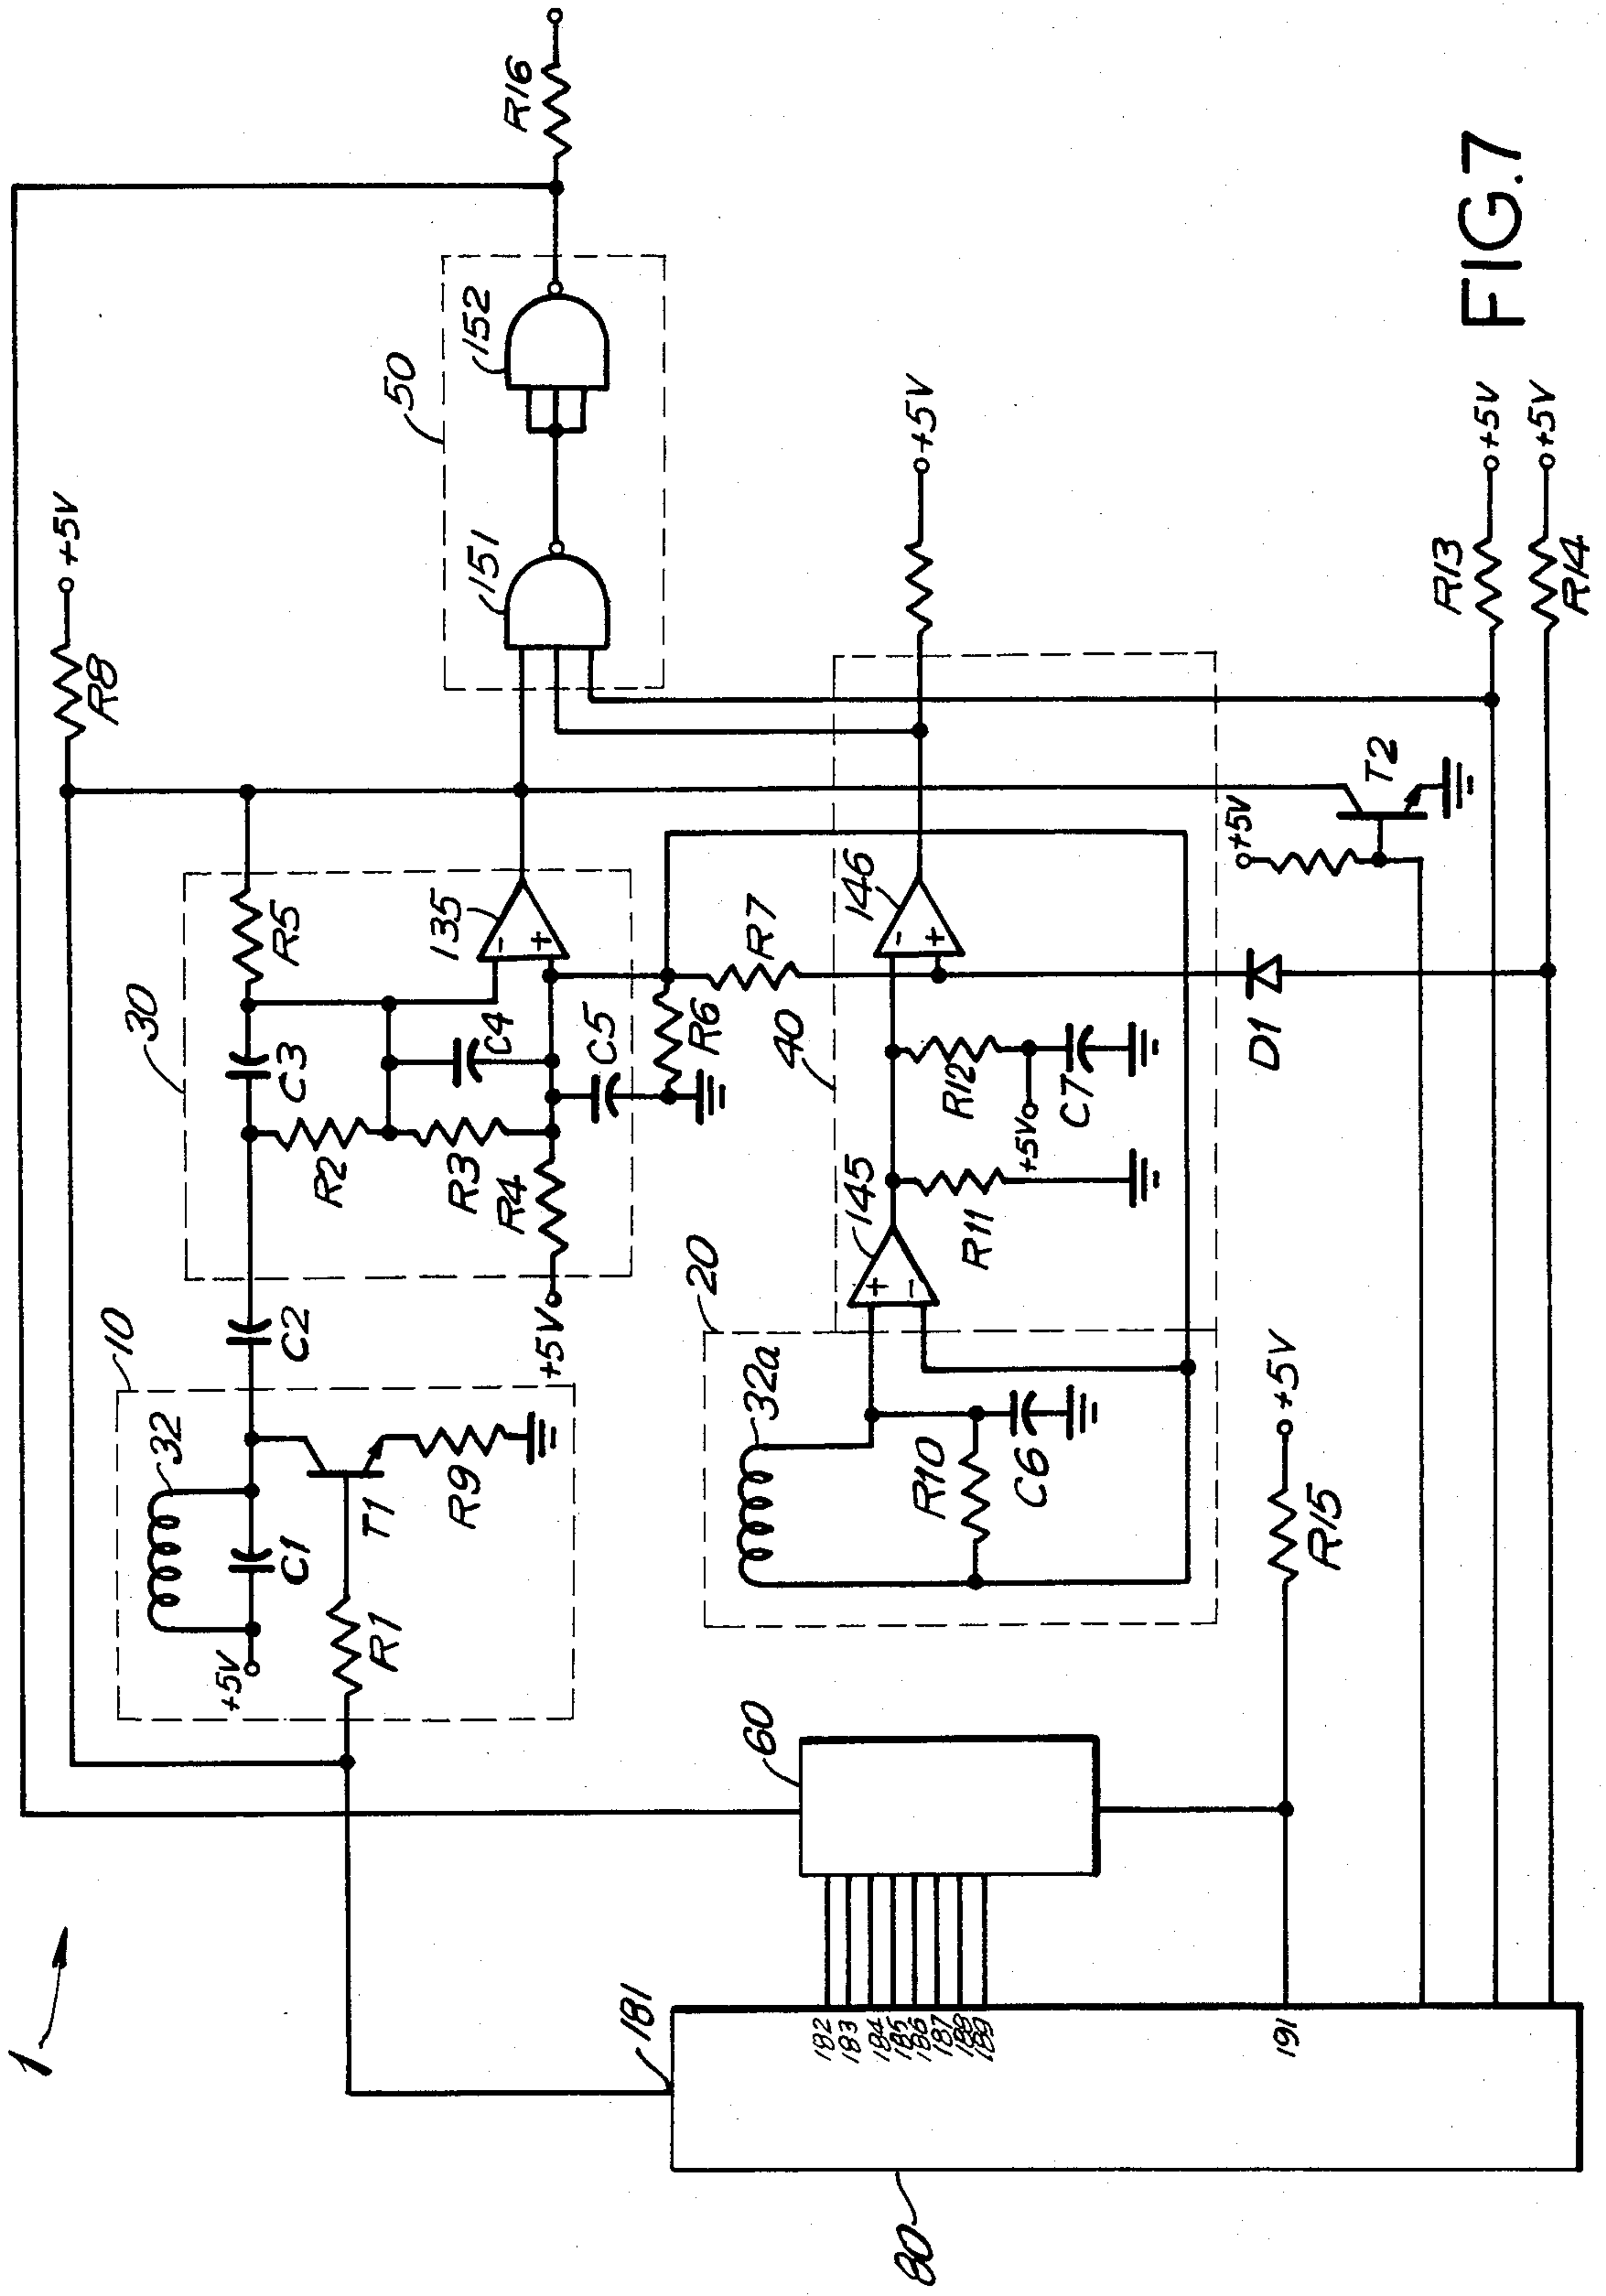 1
R8
+5V
R16
10
32
+5V
C1
T1
R1
R9
C2
30
C3
R5
R2
R3
C4
135
-
+
R4
+5V
C5
R6
R7
50
151
152
20
32a
R10
C6
40
145
+
-
R11
R12
+5V
C7
146
-
+
+5V
60
80
181
182
183
184
185
186
187
188
189
191
R15
+5V
D1
+5V
T2
R13
+5V
R14
+5V
FIG.7